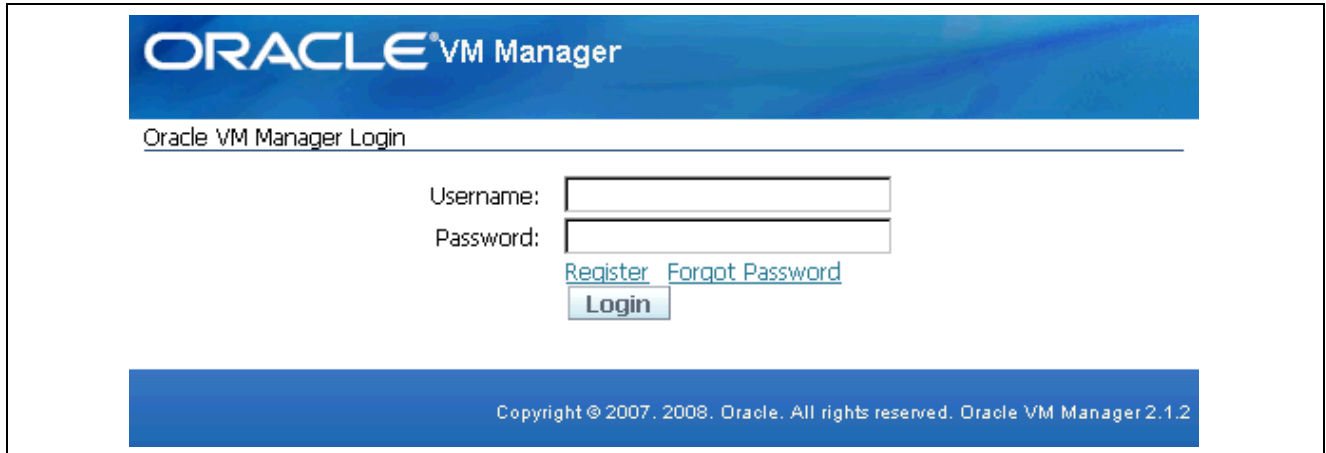 ORACLE® VM Manager
Oracle VM Manager Login
Username:
Password:
Register Forgot Password
Login
Copyright © 2007, 2008. Oracle. All rights reserved. Oracle VM Manager 2.1.2